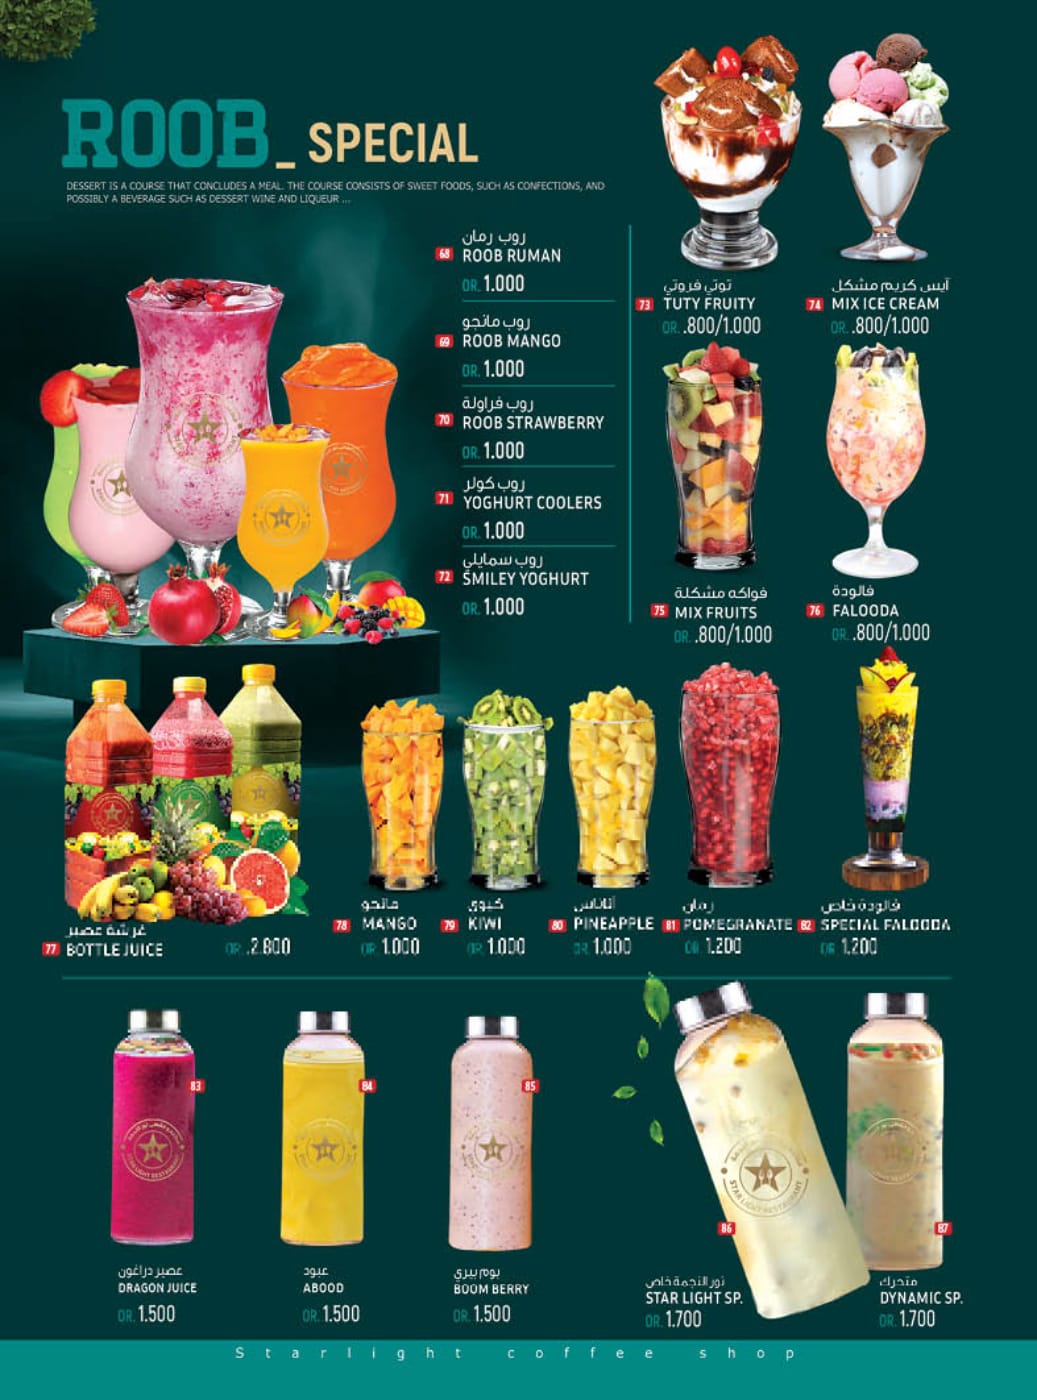 ROOB_ SPECIAL
DESSERT IS A COURSE THAT CONCLUDES A MEAL. THE COURSE CONSISTS OF SWEET FOODS, SUCH AS CONFECTIONS, AND
POSSIBLY A BEVERAGE SUCH AS DESSERT WINE AND LIQUEUR ...
روب رمان
68 ROOB RUMAN
OR. 1.000
روب مانجو
69 ROOB MANGO
OR. 1.000
روب فراولة
70 ROOB STRAWBERRY
OR. 1.000
روب كولر
71 YOGHURT COOLERS
OR. 1.000
روب سمايلي
72 SMILEY YOGHURT
OR. 1.000
توتي فروتي
73 TUTY FRUITY
OR. .800/1.000
آيس كريم مشكل
74 MIX ICE CREAM
OR. .800/1.000
فواكه مشكلة
75 MIX FRUITS
OR. .800/1.000
فالودة
76 FALOODA
OR. .800/1.000
غرشة عصير
77 BOTTLE JUICE
OR. .2.800
مانجو
78 MANGO
OR 1.000
كيوي
79 KIWI
OR. 1.000
أناناس
80 PINEAPPLE
OR 1.000
رمان
81 POMEGRANATE
OR 1.200
فالودة خاص
82 SPECIAL FALOODA
OR 1.200
83
عصير دراغون
DRAGON JUICE
OR. 1.500
84
عبود
ABOOD
OR. 1.500
85
بوم بيري
BOOM BERRY
OR. 1.500
STAR LIGHT RESTAURANT
86
نور النجمة خاص
STAR LIGHT SP.
OR. 1.700
87
متحرك
DYNAMIC SP.
OR. 1.700
Starlight coffee shop